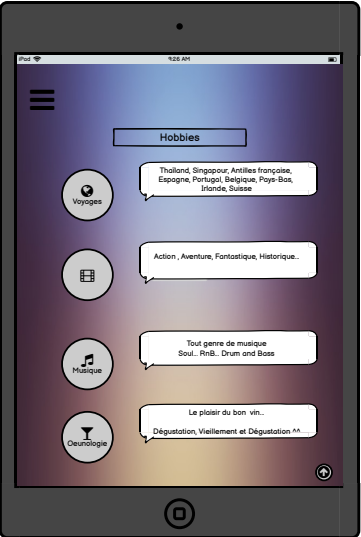 iPad
9:26 AM
Hobbies
Thaïland, Singapour, Antilles française,
Espagne, Portugal, Belgique, Pays-Bas,
Irlande, Suisse
Voyages
Action , Aventure, Fantastique, Historique...
Tout genre de musique
Soul... RnB... Drum and Bass
Musique
Le plaisir du bon vin...
Dégustation, Vieillement et Dégustation ^^
Oeunologie